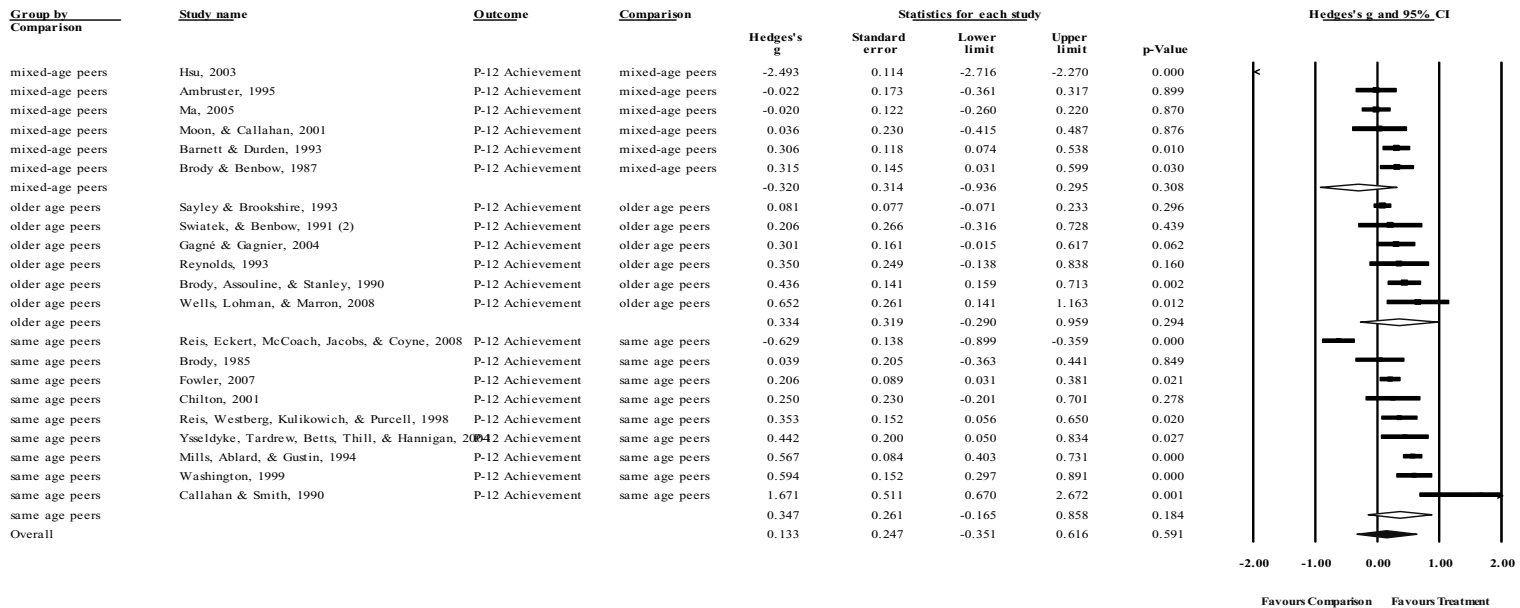 Group by Comparison Study name Outcome Comparison Statistics for each study Hedges's g and 95% CI
Hedges's g Standard error Lower limit Upper limit p-Value
mixed-age peers Hsu, 2003 P-12 Achievement mixed-age peers -2.493 0.114 -2.716 -2.270 0.000
mixed-age peers Ambruster, 1995 P-12 Achievement mixed-age peers -0.022 0.173 -0.361 0.317 0.899
mixed-age peers Ma, 2005 P-12 Achievement mixed-age peers -0.020 0.122 -0.260 0.220 0.870
mixed-age peers Moon, & Callahan, 2001 P-12 Achievement mixed-age peers 0.036 0.230 -0.415 0.487 0.876
mixed-age peers Barnett & Durden, 1993 P-12 Achievement mixed-age peers 0.306 0.118 0.074 0.538 0.010
mixed-age peers Brody & Benbow, 1987 P-12 Achievement mixed-age peers 0.315 0.145 0.031 0.599 0.030
mixed-age peers -0.320 0.314 -0.936 0.295 0.308
older age peers Sayley & Brookshire, 1993 P-12 Achievement older age peers 0.081 0.077 -0.071 0.233 0.296
older age peers Swiatek, & Benbow, 1991 (2) P-12 Achievement older age peers 0.206 0.266 -0.316 0.728 0.439
older age peers Gagné & Gagnier, 2004 P-12 Achievement older age peers 0.301 0.161 -0.015 0.617 0.062
older age peers Reynolds, 1993 P-12 Achievement older age peers 0.350 0.249 -0.138 0.838 0.160
older age peers Brody, Assouline, & Stanley, 1990 P-12 Achievement older age peers 0.436 0.141 0.159 0.713 0.002
older age peers Wells, Lohman, & Marron, 2008 P-12 Achievement older age peers 0.652 0.261 0.141 1.163 0.012
older age peers 0.334 0.319 -0.290 0.959 0.294
same age peers Reis, Eckert, McCoach, Jacobs, & Coyne, 2008 P-12 Achievement same age peers -0.629 0.138 -0.899 -0.359 0.000
same age peers Brody, 1985 P-12 Achievement same age peers 0.039 0.205 -0.363 0.441 0.849
same age peers Fowler, 2007 P-12 Achievement same age peers 0.206 0.089 0.031 0.381 0.021
same age peers Chilton, 2001 P-12 Achievement same age peers 0.250 0.230 -0.201 0.701 0.278
same age peers Reis, Westberg, Kulikowich, & Purcell, 1998 P-12 Achievement same age peers 0.353 0.152 0.056 0.650 0.020
same age peers Ysseldyke, Tardrew, Betts, Thill, & Hannigan, 2004 P-12 Achievement same age peers 0.442 0.200 0.050 0.834 0.027
same age peers Mills, Ablard, & Gustin, 1994 P-12 Achievement same age peers 0.567 0.084 0.403 0.731 0.000
same age peers Washington, 1999 P-12 Achievement same age peers 0.594 0.152 0.297 0.891 0.000
same age peers Callahan & Smith, 1990 P-12 Achievement same age peers 1.671 0.511 0.670 2.672 0.001
same age peers 0.347 0.261 -0.165 0.858 0.184
Overall 0.133 0.247 -0.351 0.616 0.591
-2.00 -1.00 0.00 1.00 2.00
Favours Comparison Favours Treatment